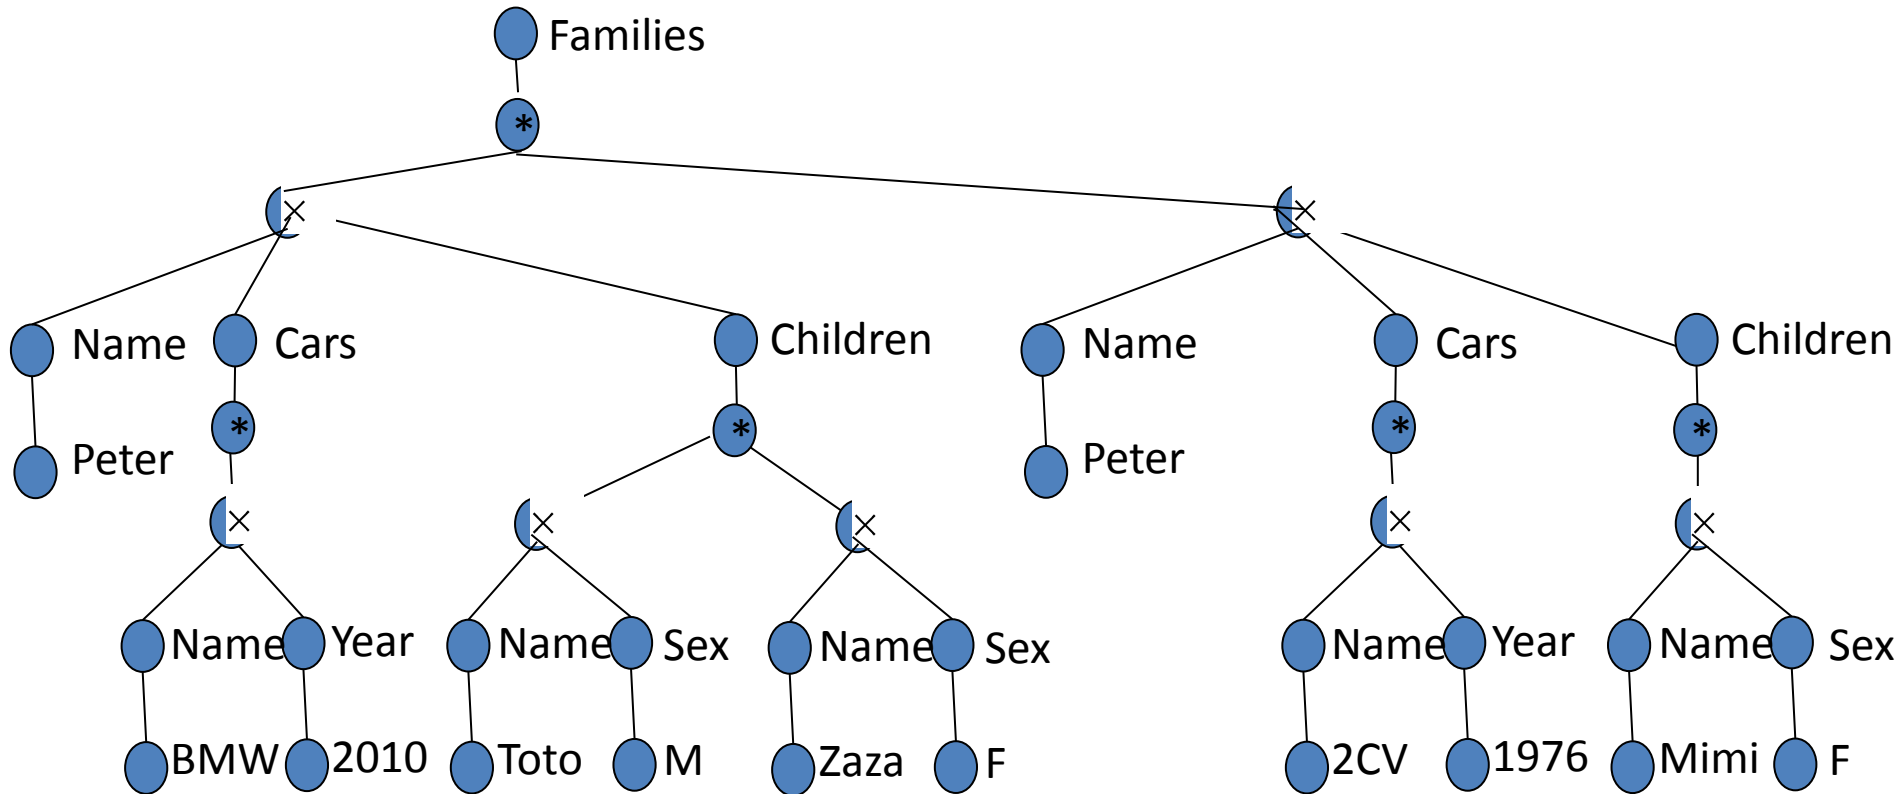 Families
*
× ×
Name Cars Children Name Cars Children
* * * *
Peter Peter
× × × × ×
Name Year Name Sex Name Sex Name Year Name Sex
BMW 2010 Toto M Zaza F 2CV 1976 Mimi F